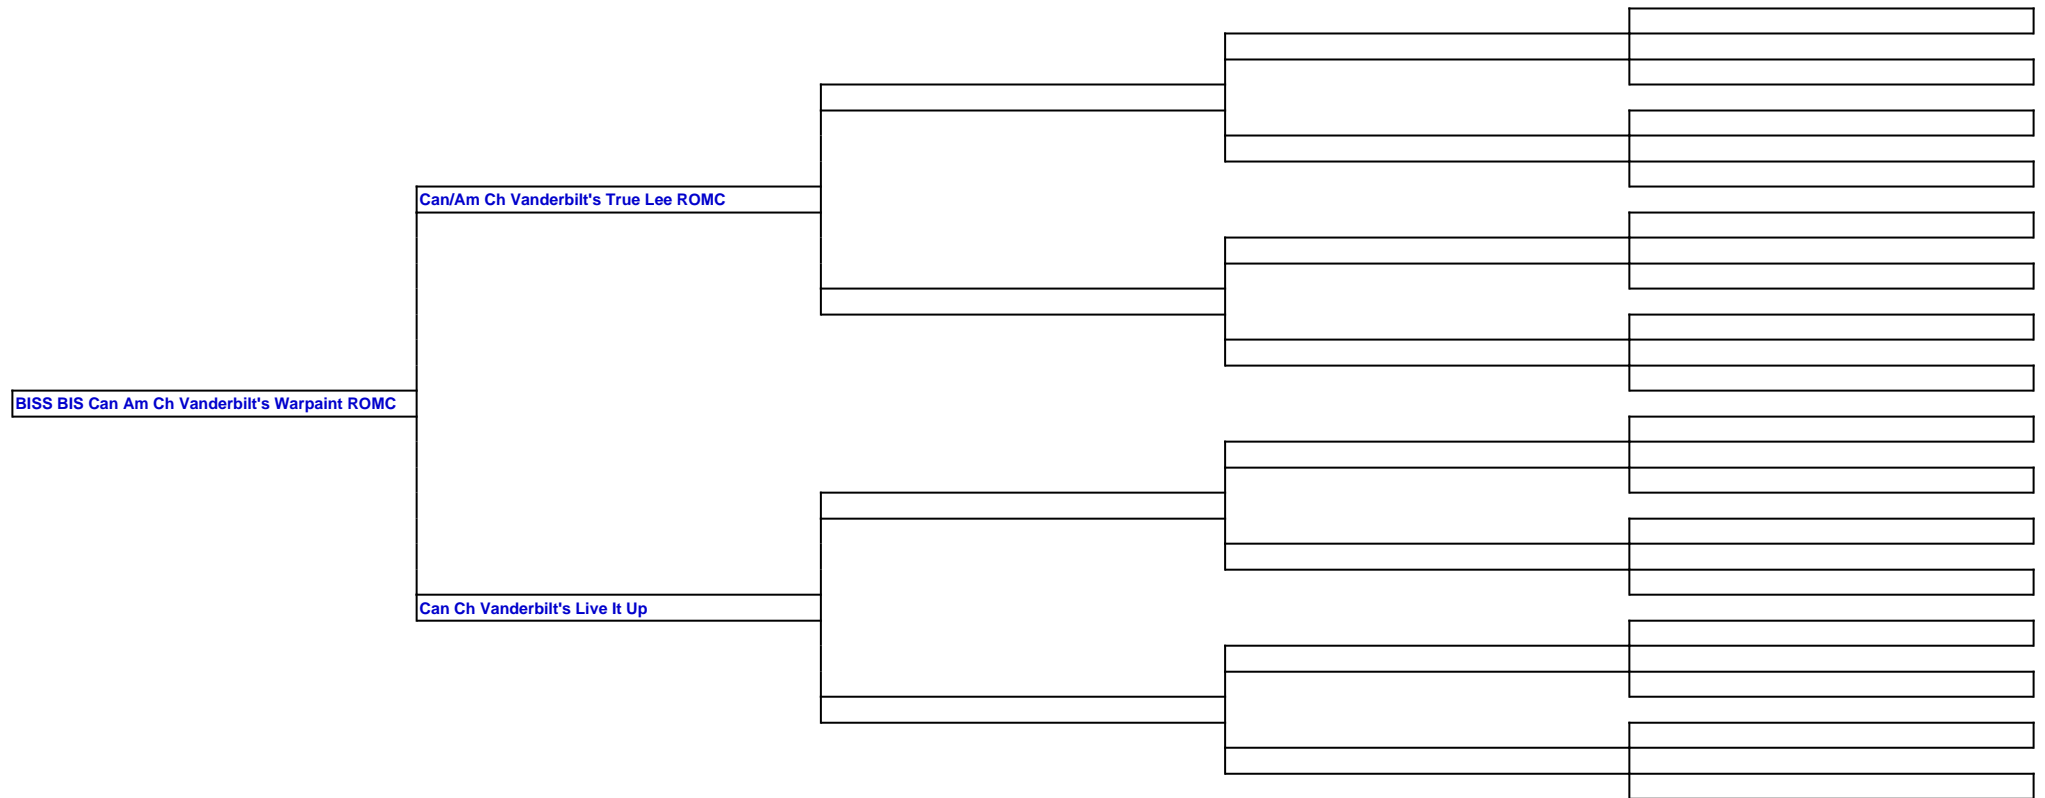 Can/Am Ch Vanderbilt's True Lee ROMC
BISS BIS Can Am Ch Vanderbilt's Warpaint ROMC
Can Ch Vanderbilt's Live It Up